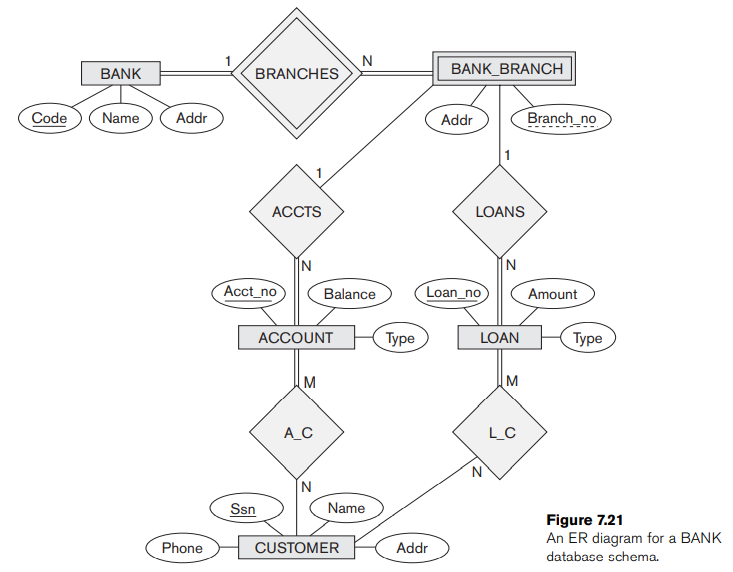 1
N
BANK
BRANCHES
BANK_BRANCH
Code
Name
Addr
Addr
Branch_no
1
1
ACCTS
LOANS
N
N
Acct_no
Balance
Loan_no
Amount
ACCOUNT
Type
LOAN
Type
M
M
A_C
L_C
N
N
Ssn
Name
Phone
CUSTOMER
Addr
Figure 7.21
An ER diagram for a BANK
database schema.